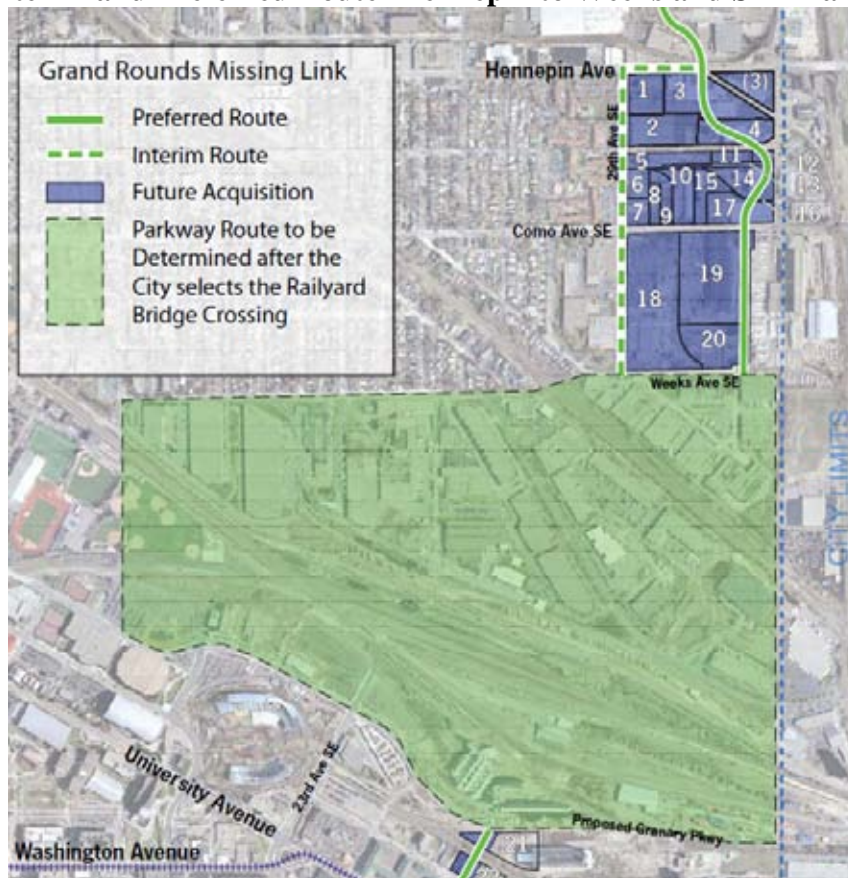 Grand Rounds Missing Link
Preferred Route
Interim Route
Future Acquisition
Parkway Route to be
Determined after the
City selects the Railyard
Bridge Crossing
Hennepin Ave
29th Ave SE
1
3
(3)
2
4
5
11
12
6
8
10
15
14
13
7
9
17
16
Como Ave SE
18
19
20
Weeks Ave SE
CITY LIMITS
23rd Ave SE
University Avenue
Proposed Granary Pkwy
Washington Avenue